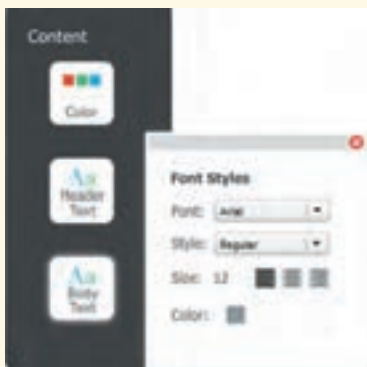 Content
Color
Aa
Header
Text
Aa
Body
Text
Font Styles
Font: Arial
Style: Regular
Size: 12
Color: